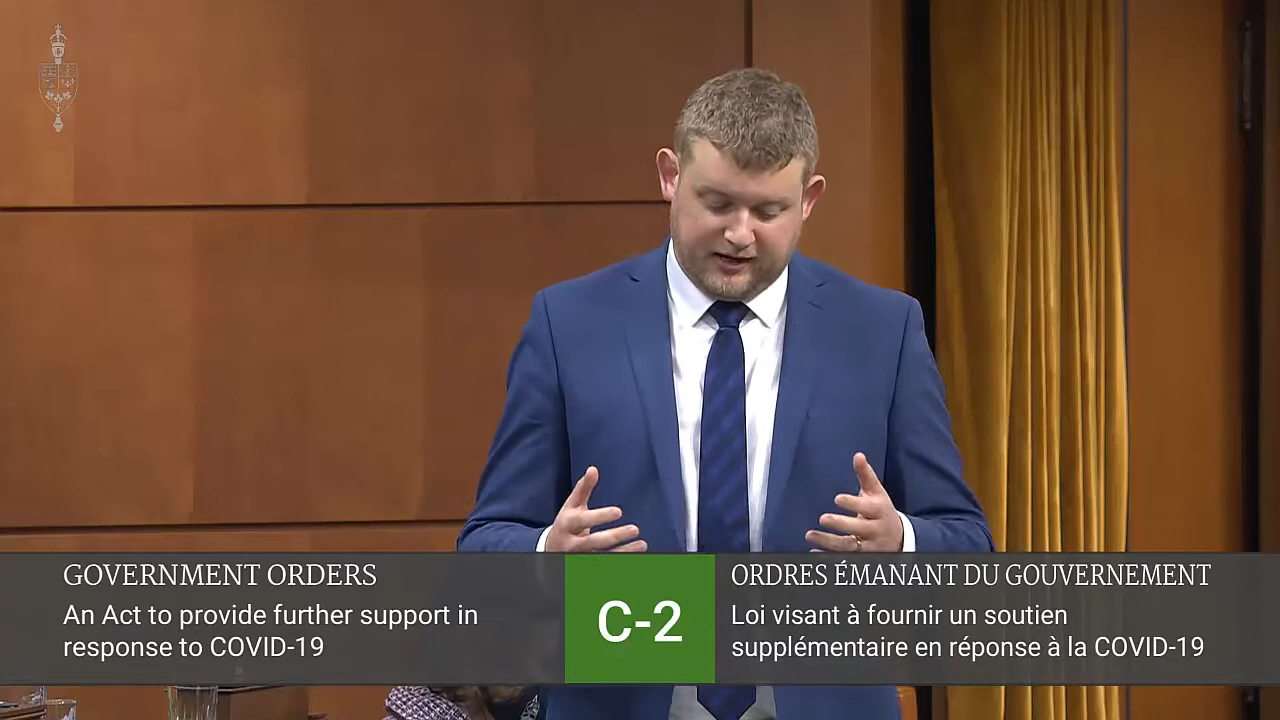 GOVERNMENT ORDERS
An Act to provide further support in
response to COVID-19
C-2
ORDRES ÉMANANT DU GOUVERNEMENT
Loi visant à fournir un soutien
supplémentaire en réponse à la COVID-19